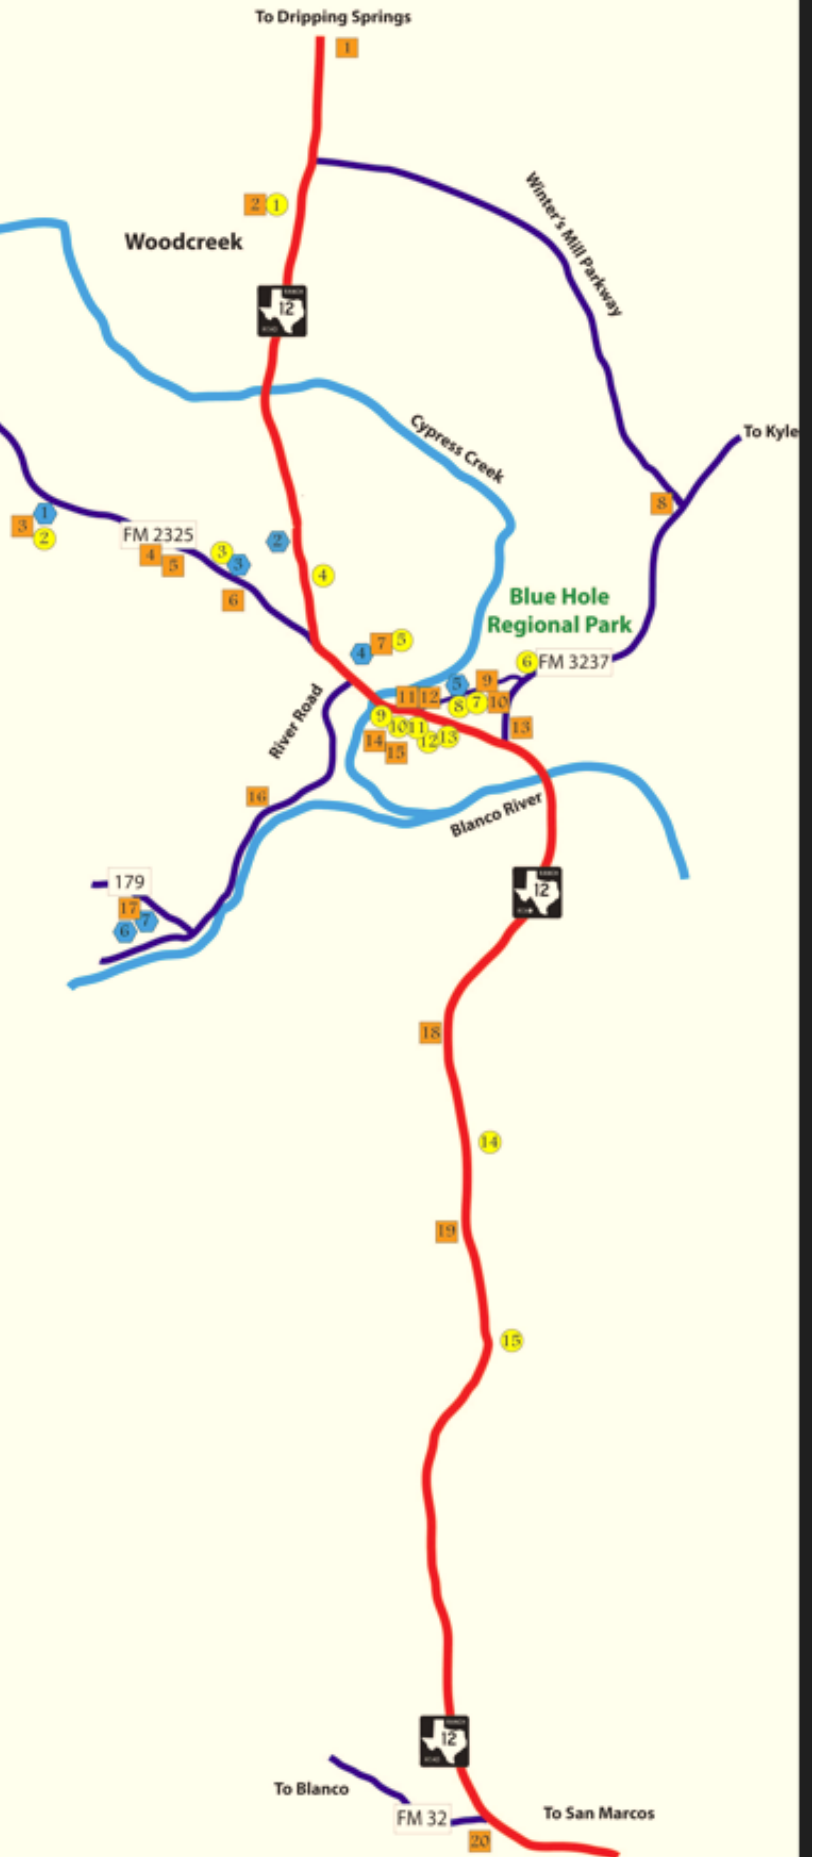 To Dripping Springs
1
Winter's Mill Parkway
2 1
Woodcreek
12
Cypress Creek
To Kyle
8
1
3
2
FM 2325
2
3
4
3
5
4
6
Blue Hole
Regional Park
4 7 5
6 FM 3237
5 9
11 12
8 7 10
River Road
9
10 11
13
14
12 13
15
16
Blanco River
179
12
17
7
6
18
14
19
15
12
To Blanco
FM 32
To San Marcos
20